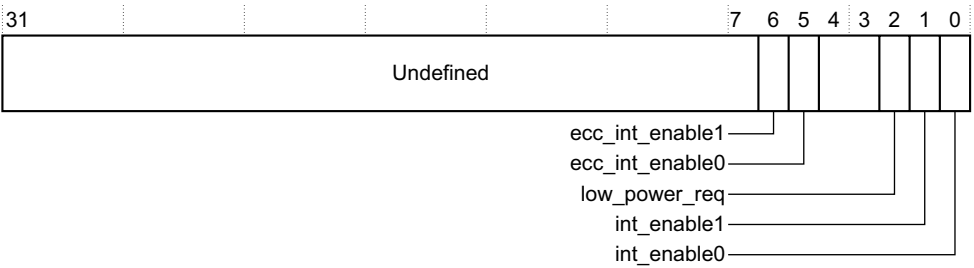 31 7 6 5 4 3 2 1 0
Undefined
ecc_int_enable1
ecc_int_enable0
low_power_req
int_enable1
int_enable0